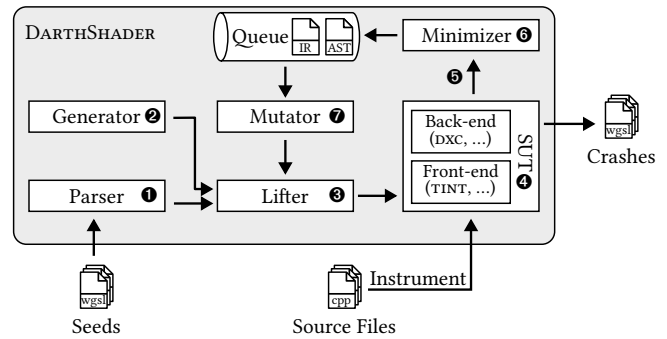 DARTHSHADER
Queue
IR
AST
Minimizer ❻
❺
Generator ❷
Mutator ❼
Back-end
(DXC, ...)
SUT ❹
wgsl
Crashes
Parser ❶
Lifter ❸
Front-end
(TINT, ...)
wgsl
Seeds
cpp
Source Files
Instrument